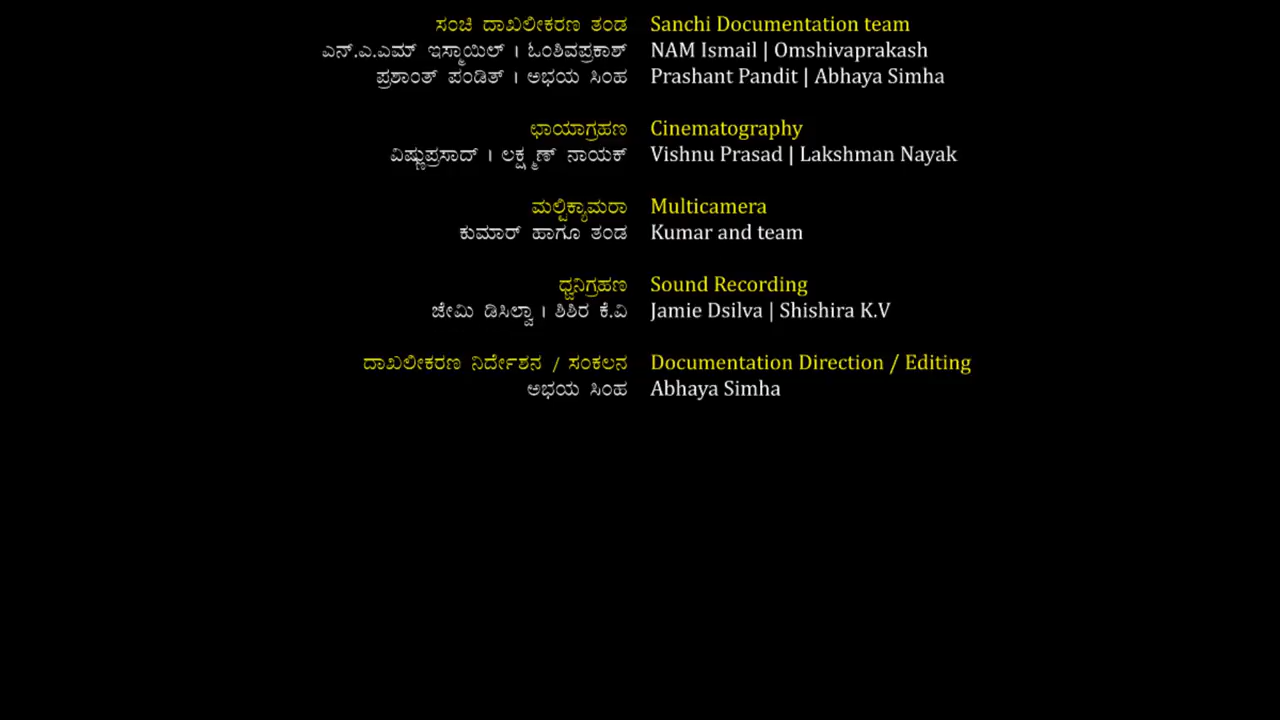 ಸಂಚಿ ದಾಖಲೀಕರಣ ತಂಡ Sanchi Documentation team
ಎನ್.ಎ.ಎಮ್ ಇಸ್ಮಾಯಿಲ್ । ಓಂಶಿವಪ್ರಕಾಶ್ NAM Ismail | Omshivaprakash
ಪ್ರಶಾಂತ್ ಪಂಡಿತ್ । ಅಭಯ ಸಿಂಹ Prashant Pandit | Abhaya Simha
ಛಾಯಾಗ್ರಹಣ Cinematography
ವಿಷ್ಣುಪ್ರಸಾದ್ । ಲಕ್ಷ್ಮಣ್ ನಾಯಕ್ Vishnu Prasad | Lakshman Nayak
ಮಲ್ಟಿಕ್ಯಾಮರಾ Multicamera
ಕುಮಾರ್ ಹಾಗೂ ತಂಡ Kumar and team
ಧ್ವನಿಗ್ರಹಣ Sound Recording
ಜೇಮಿ ಡಿಸಿಲ್ವಾ । ಶಿಶಿರ ಕೆ.ವಿ Jamie Dsilva | Shishira K.V
ದಾಖಲೀಕರಣ ನಿರ್ದೇಶನ / ಸಂಕಲನ Documentation Direction / Editing
ಅಭಯ ಸಿಂಹ Abhaya Simha